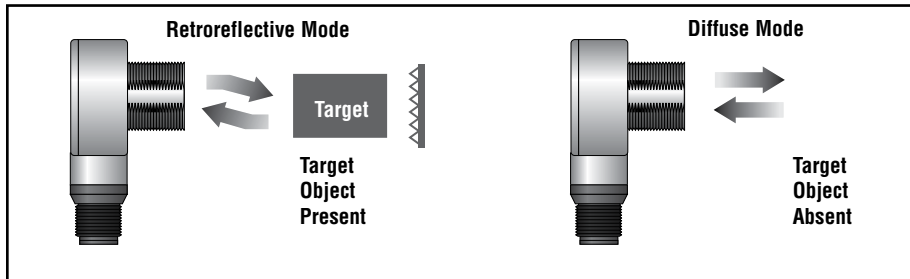 Retroreflective Mode
Target
Target
Object
Present
Diffuse Mode
Target
Object
Absent